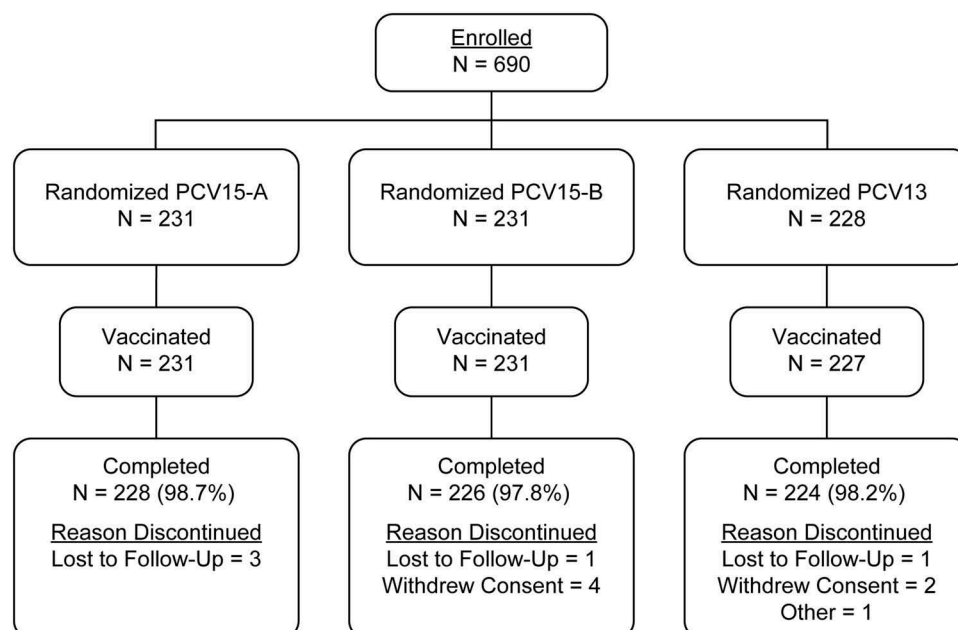 Enrolled
N = 690
Randomized PCV15-A
N = 231
Randomized PCV15-B
N = 231
Randomized PCV13
N = 228
Vaccinated
N = 231
Vaccinated
N = 231
Vaccinated
N = 227
Completed
N = 228 (98.7%)
Reason Discontinued
Lost to Follow-Up = 3
Completed
N = 226 (97.8%)
Reason Discontinued
Lost to Follow-Up = 1
Withdrew Consent = 4
Completed
N = 224 (98.2%)
Reason Discontinued
Lost to Follow-Up = 1
Withdrew Consent = 2
Other = 1